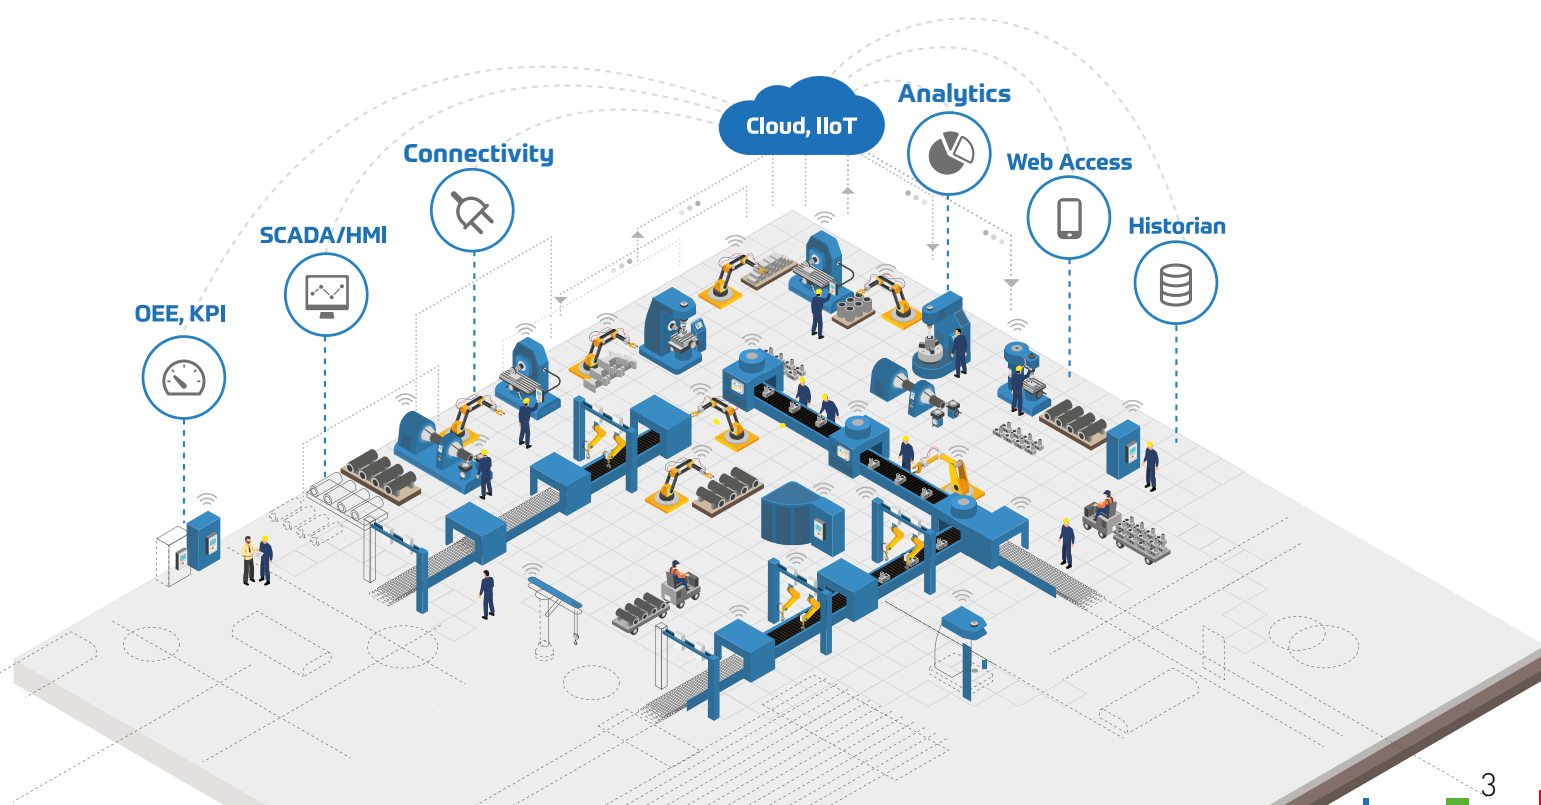 Cloud, IIoT
Analytics
Connectivity
Web Access
SCADA/HMI
Historian
OEE, KPI
3